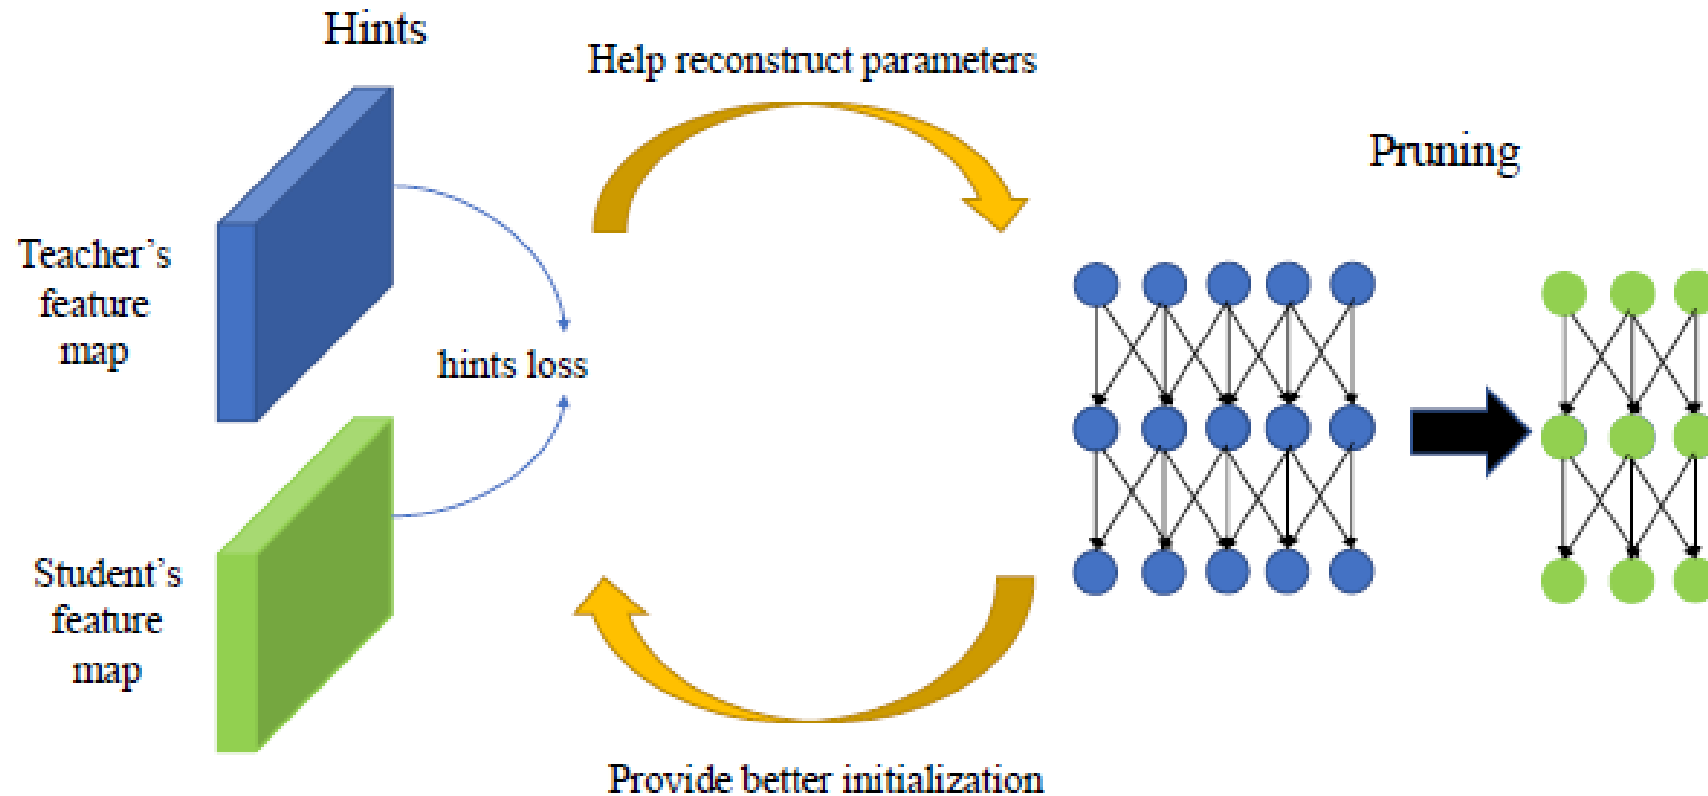 Hints
Help reconstruct parameters
Pruning
Teacher’s
feature
map
hints loss
Student’s
feature
map
Provide better initialization